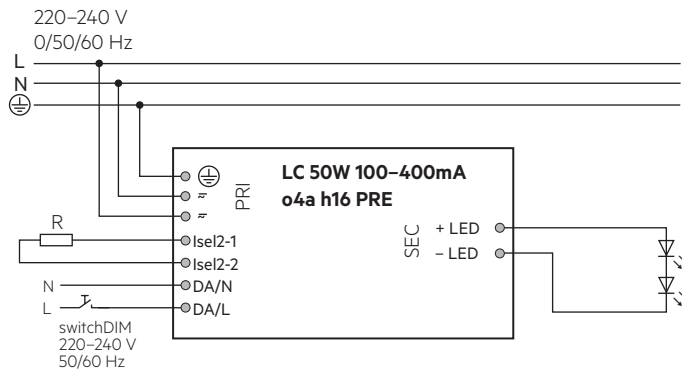 220–240 V
0/50/60 Hz
L
N
LC 50W 100–400mA
o4a h16 PRE
PRI
R
Isel2-1
Isel2-2
N DA/N
L DA/L
SEC
+ LED
– LED
switchDIM
220–240 V
50/60 Hz